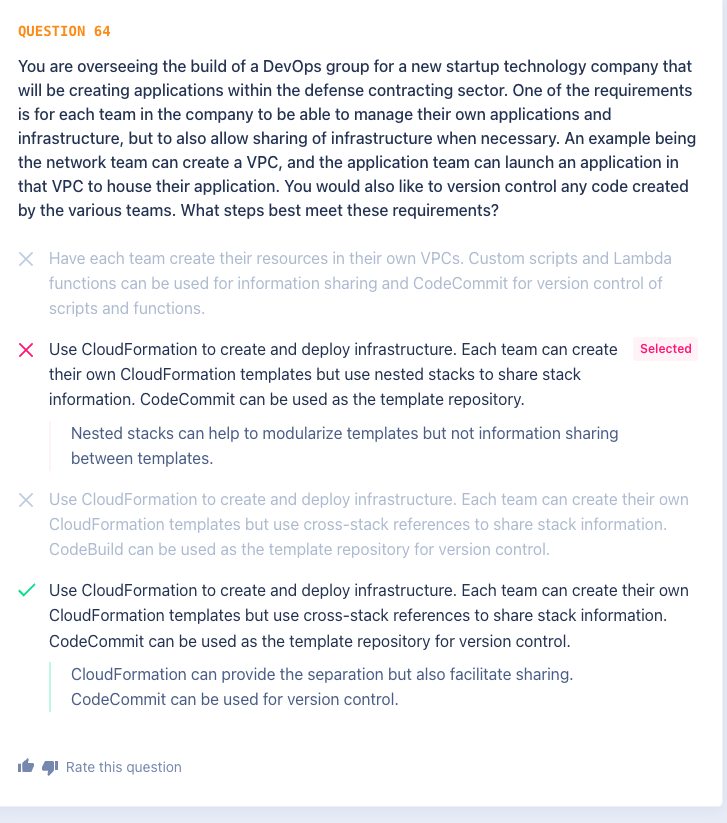 QUESTION 64
You are overseeing the build of a DevOps group for a new startup technology company that
will be creating applications within the defense contracting sector. One of the requirements
is for each team in the company to be able to manage their own applications and
infrastructure, but to also allow sharing of infrastructure when necessary. An example being
the network team can create a VPC, and the application team can launch an application in
that VPC to house their application. You would also like to version control any code created
by the various teams. What steps best meet these requirements?
Have each team create their resources in their own VPCs. Custom scripts and Lambda
functions can be used for information sharing and CodeCommit for version control of
scripts and functions.
Use CloudFormation to create and deploy infrastructure. Each team can create
Selected
their own CloudFormation templates but use nested stacks to share stack
information. CodeCommit can be used as the template repository.
Nested stacks can help to modularize templates but not information sharing
between templates.
Use CloudFormation to create and deploy infrastructure. Each team can create their own
CloudFormation templates but use cross-stack references to share stack information.
CodeBuild can be used as the template repository for version control.
Use CloudFormation to create and deploy infrastructure. Each team can create their own
CloudFormation templates but use cross-stack references to share stack information.
CodeCommit can be used as the template repository for version control.
CloudFormation can provide the separation but also facilitate sharing.
CodeCommit can be used for version control.
Rate this question